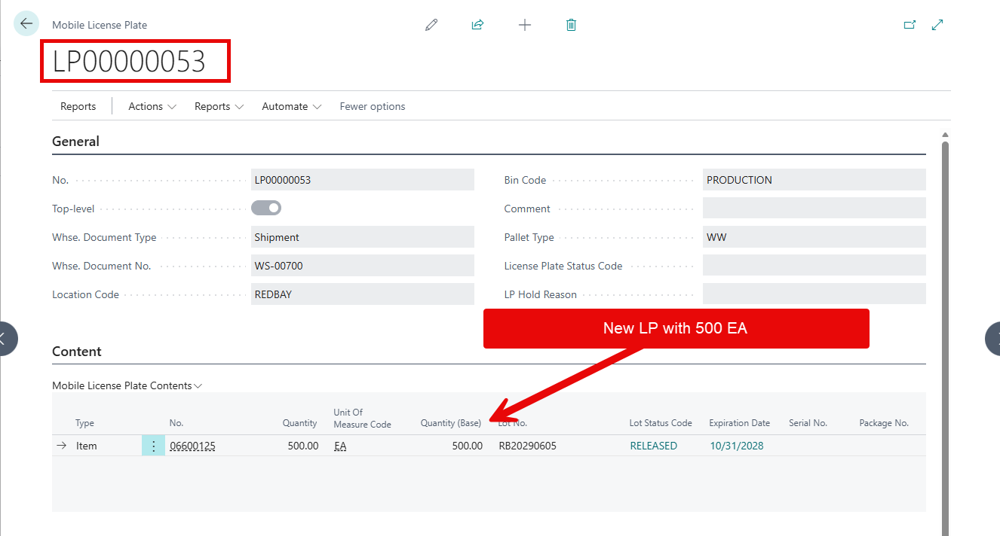 Mobile License Plate
LP00000053
Reports Actions Reports Automate Fewer options
General
No. LP00000053 Bin Code PRODUCTION
Top-level Comment
Whse. Document Type Shipment Pallet Type WW
Whse. Document No. WS-00700 License Plate Status Code
Location Code REDBAY LP Hold Reason
New LP with 500 EA
Content
Mobile License Plate Contents
Type No. Quantity Unit Of Measure Code Quantity (Base) Lot No. Lot Status Code Expiration Date Serial No. Package No.
Item 06600125 500.00 EA 500.00 RB20290605 RELEASED 10/31/2028